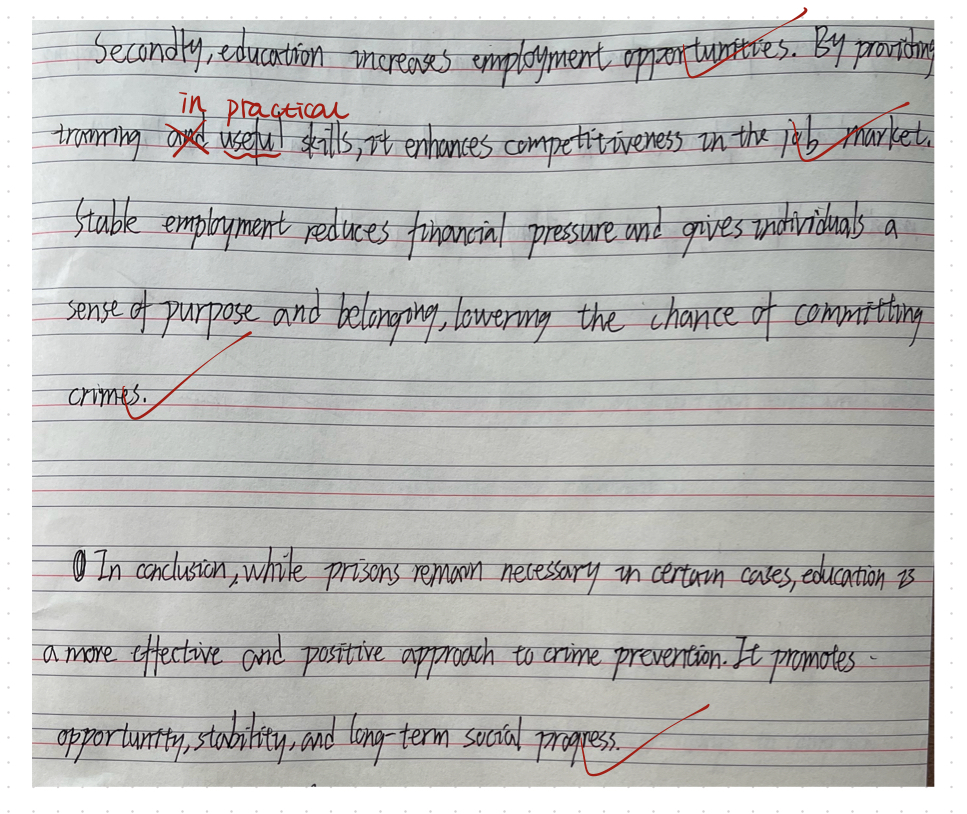 Secondly, education increases employment opportunities. By providing
in practical
training and useful skills, it enhances competitiveness in the job market.
Stable employment reduces financial pressure and gives individuals a
sense of purpose and belonging, lowering the chance of committing
crimes.
In conclusion, while prisons remain necessary in certain cases, education is
a more effective and positive approach to crime prevention. It promotes
opportunity, stability, and long-term social progress.